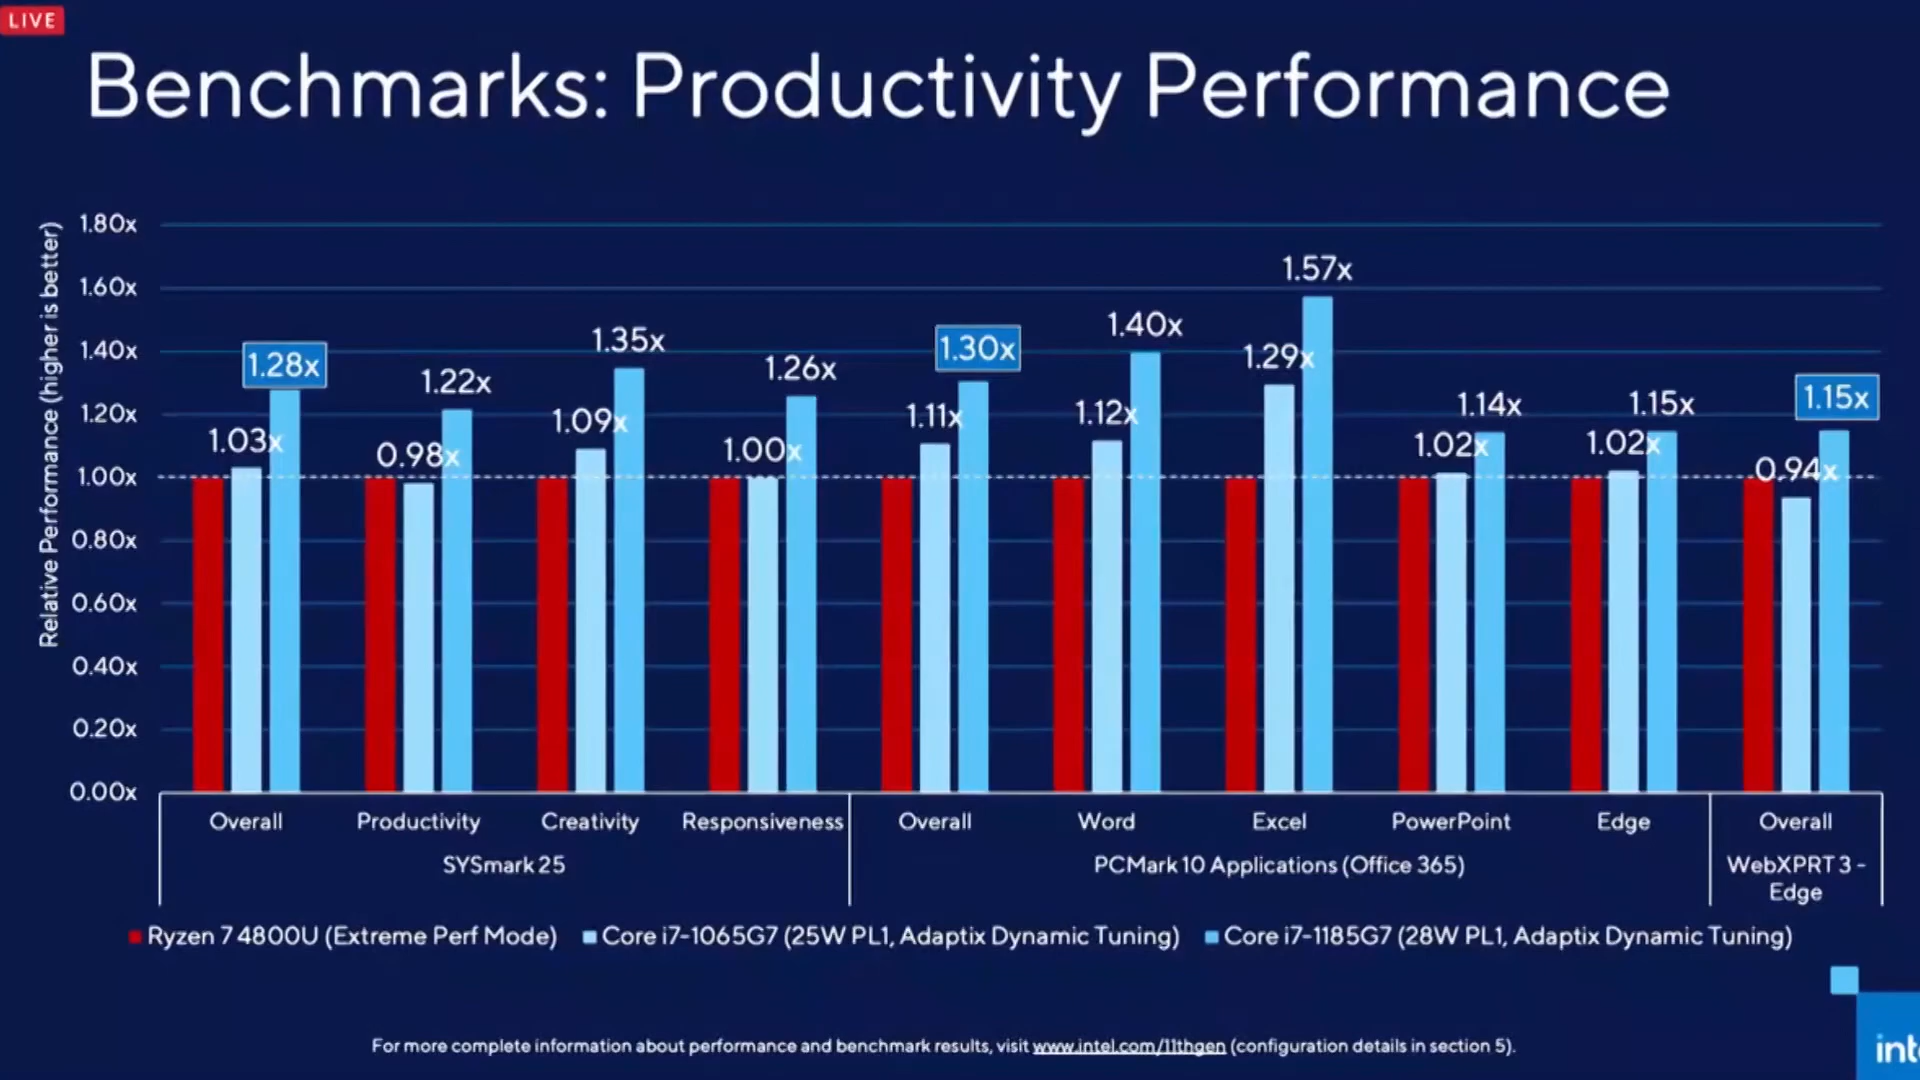 LIVE
Benchmarks: Productivity Performance
Relative Performance (higher is better)
1.80x
1.60x
1.40x
1.20x
1.00x
0.80x
0.60x
0.40x
0.20x
0.00x
1.03x
1.28x
0.98x
1.22x
1.09x
1.35x
1.00x
1.26x
1.11x
1.30x
1.12x
1.40x
1.29x
1.57x
1.02x
1.14x
1.02x
1.15x
0.94x
1.15x
Overall Productivity Creativity Responsiveness Overall Word Excel PowerPoint Edge Overall
SYSmark 25 PCMark 10 Applications (Office 365) WebXPRT 3 -
Edge
Ryzen 7 4800U (Extreme Perf Mode) Core i7-1065G7 (25W PL1, Adaptix Dynamic Tuning) Core i7-1185G7 (28W PL1, Adaptix Dynamic Tuning)
For more complete information about performance and benchmark results, visit www.intel.com/11thgen (configuration details in section 5).
inte